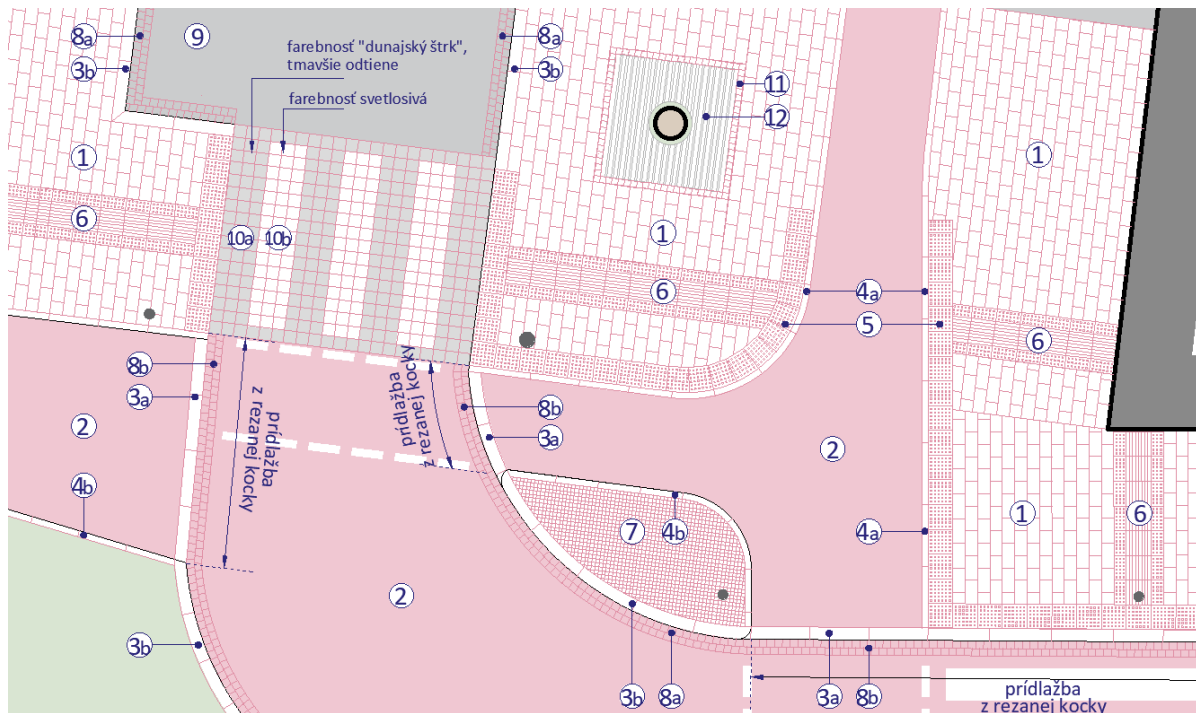 8a
9
8a
farebnosť "dunajský štrk",
tmavšie odtiene
3b
3b
11
farebnosť svetlosivá
12
1
1
6
10a
10b
1
6
4a
5
6
8b
3a
prídlažba
z rezanej kocky
8b
3a
prídlažba
z rezanej kocky
2
2
4b
7
4b
4a
1
6
2
3b
3b
8a
3a
8b
prídlažba
z rezanej kocky